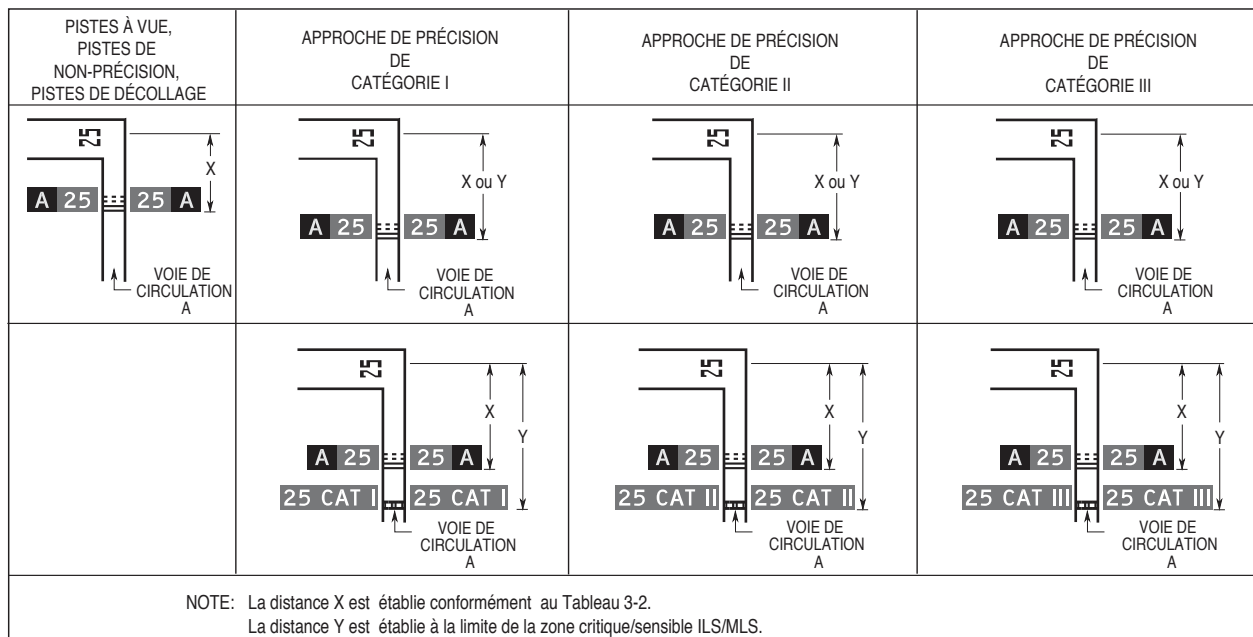 PISTES À VUE,
PISTES DE
NON-PRÉCISION,
PISTES DE DÉCOLLAGE
APPROCHE DE PRÉCISION
DE
CATÉGORIE I
APPROCHE DE PRÉCISION
DE
CATÉGORIE II
APPROCHE DE PRÉCISION
DE
CATÉGORIE III
25
X
A 25 25 A
VOIE DE
CIRCULATION
A
25
X ou Y
A 25 25 A
VOIE DE
CIRCULATION
A
25
X ou Y
A 25 25 A
VOIE DE
CIRCULATION
A
25
X ou Y
A 25 25 A
VOIE DE
CIRCULATION
A
25
X
Y
A 25 25 A
25 CAT I 25 CAT I
VOIE DE
CIRCULATION
A
25
X
Y
A 25 25 A
25 CAT II 25 CAT II
VOIE DE
CIRCULATION
A
25
X
Y
A 25 25 A
25 CAT III 25 CAT III
VOIE DE
CIRCULATION
A
NOTE: La distance X est établie conformément au Tableau 3-2.
La distance Y est établie à la limite de la zone critique/sensible ILS/MLS.